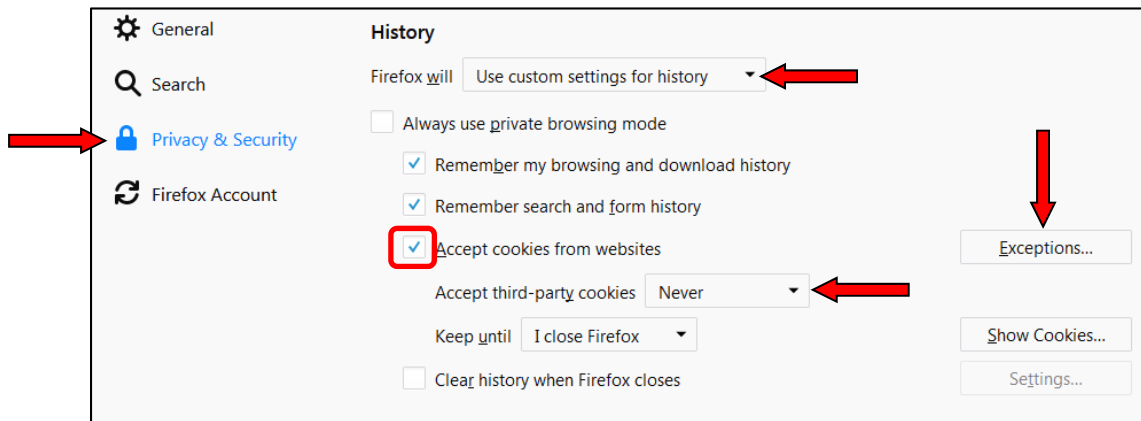 General
Search
Privacy & Security
Firefox Account
History
Firefox will Use custom settings for history
Always use private browsing mode
Remember my browsing and download history
Remember search and form history
Accept cookies from websites Exceptions...
Accept third-party cookies Never
Keep until I close Firefox Show Cookies...
Clear history when Firefox closes Settings...